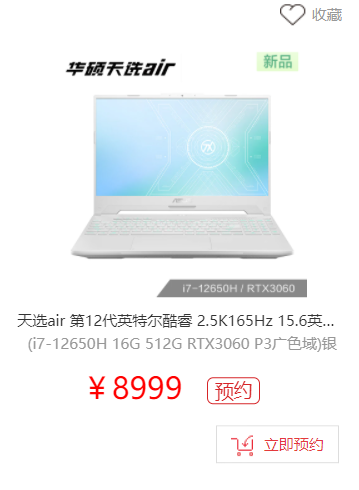 收藏
华硕天选air
新品
i7-12650H / RTX3060
天选air 第12代英特尔酷睿 2.5K165Hz 15.6英...
(i7-12650H 16G 512G RTX3060 P3广色域)银
￥8999 预约
立即预约